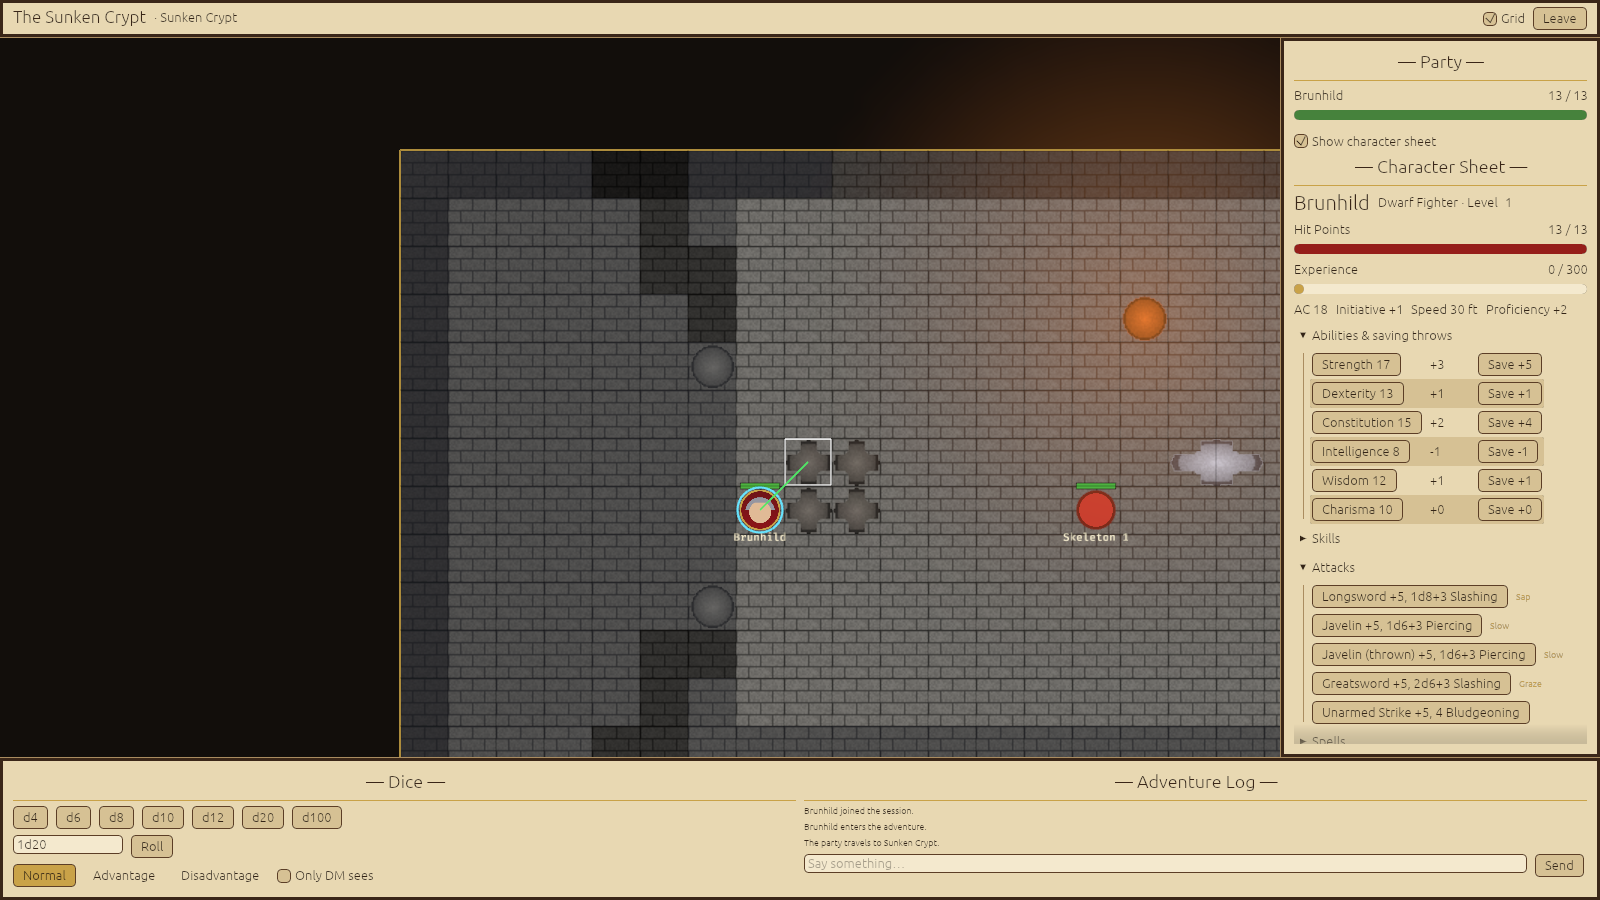 The Sunken Crypt · Sunken Crypt
Grid
Leave
— Party —
Brunhild 13 / 13
Show character sheet
— Character Sheet —
Brunhild Dwarf Fighter · Level 1
Hit Points 13 / 13
Experience 0 / 300
AC 18 Initiative +1 Speed 30 ft Proficiency +2
Abilities & saving throws
Strength 17 +3 Save +5
Dexterity 13 +1 Save +1
Constitution 15 +2 Save +4
Intelligence 8 -1 Save -1
Wisdom 12 +1 Save +1
Charisma 10 +0 Save +0
Skills
Attacks
Longsword +5, 1d8+3 Slashing Sap
Javelin +5, 1d6+3 Piercing Slow
Javelin (thrown) +5, 1d6+3 Piercing Slow
Greatsword +5, 2d6+3 Slashing Graze
Unarmed Strike +5, 4 Bludgeoning
Spells
Brunhild
Skeleton 1
— Dice —
d4 d6 d8 d10 d12 d20 d100
1d20 Roll
Normal Advantage Disadvantage Only DM sees
— Adventure Log —
Brunhild joined the session.
Brunhild enters the adventure.
The party travels to Sunken Crypt.
Say something... Send